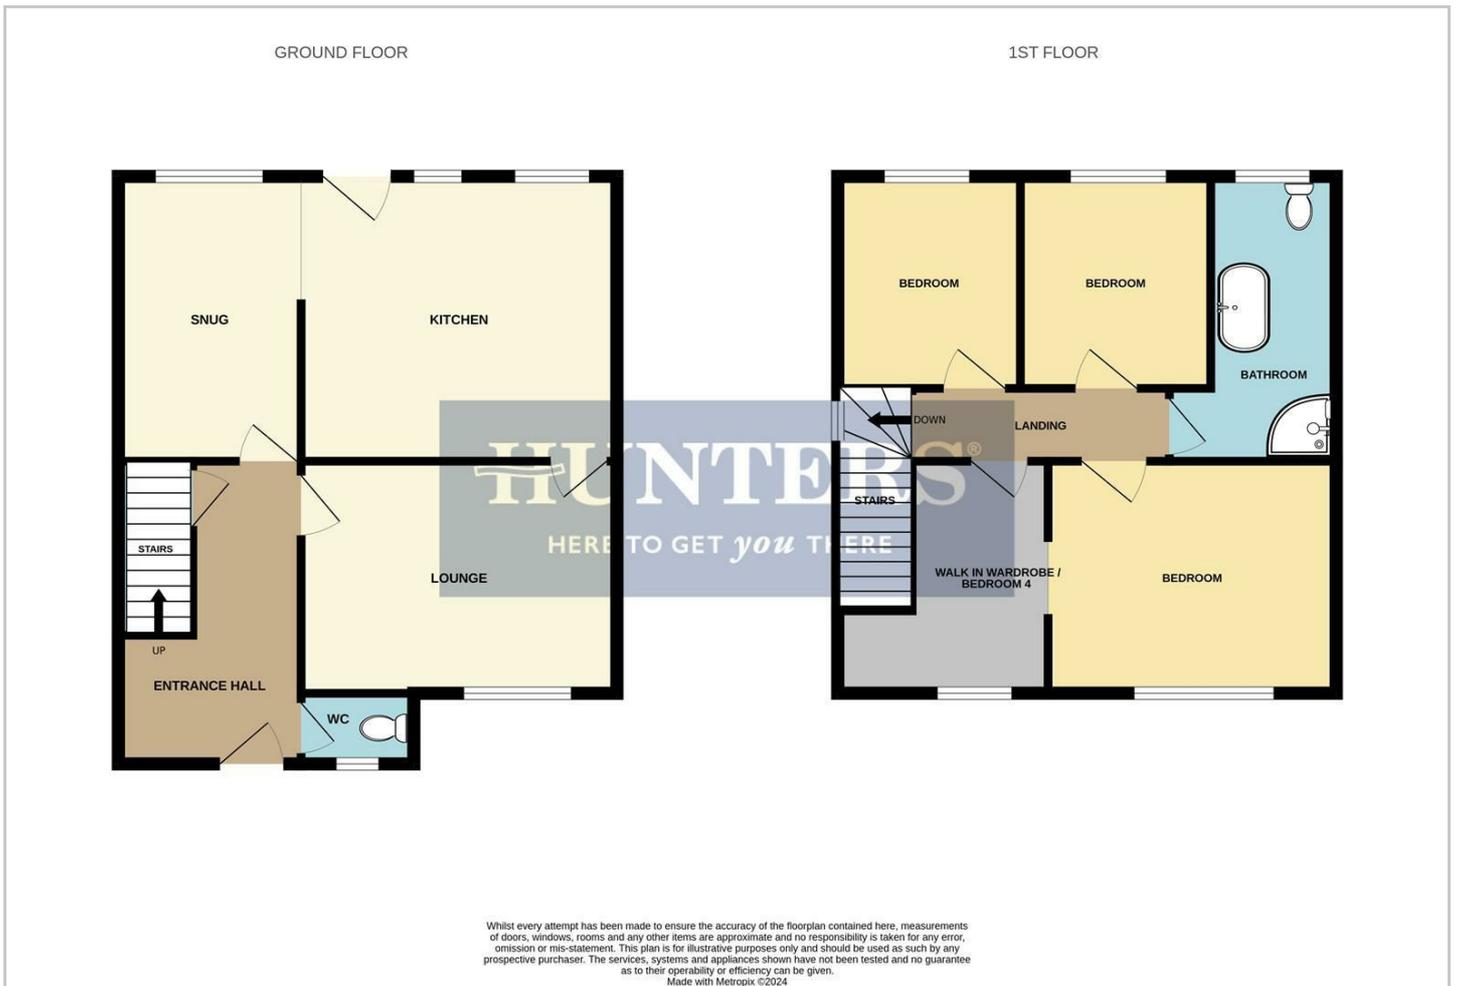 GROUND FLOOR
1ST FLOOR
BEDROOM
BEDROOM
SNUG
KITCHEN
BATHROOM
DOWN
LANDING
HUNTERS®
STAIRS
HERE TO GET you THERE
STAIRS
LOUNGE
WALK IN WARDROBE /
BEDROOM 4
BEDROOM
UP
ENTRANCE HALL
WC
Whilst every attempt has been made to ensure the accuracy of the floorplan contained here, measurements
of doors, windows, rooms and any other items are approximate and no responsibility is taken for any error,
omission or mis-statement. This plan is for illustrative purposes only and should be used as such by any
prospective purchaser. The services, systems and appliances shown have not been tested and no guarantee
as to their operability or efficiency can be given.
Made with Metropix ©2024